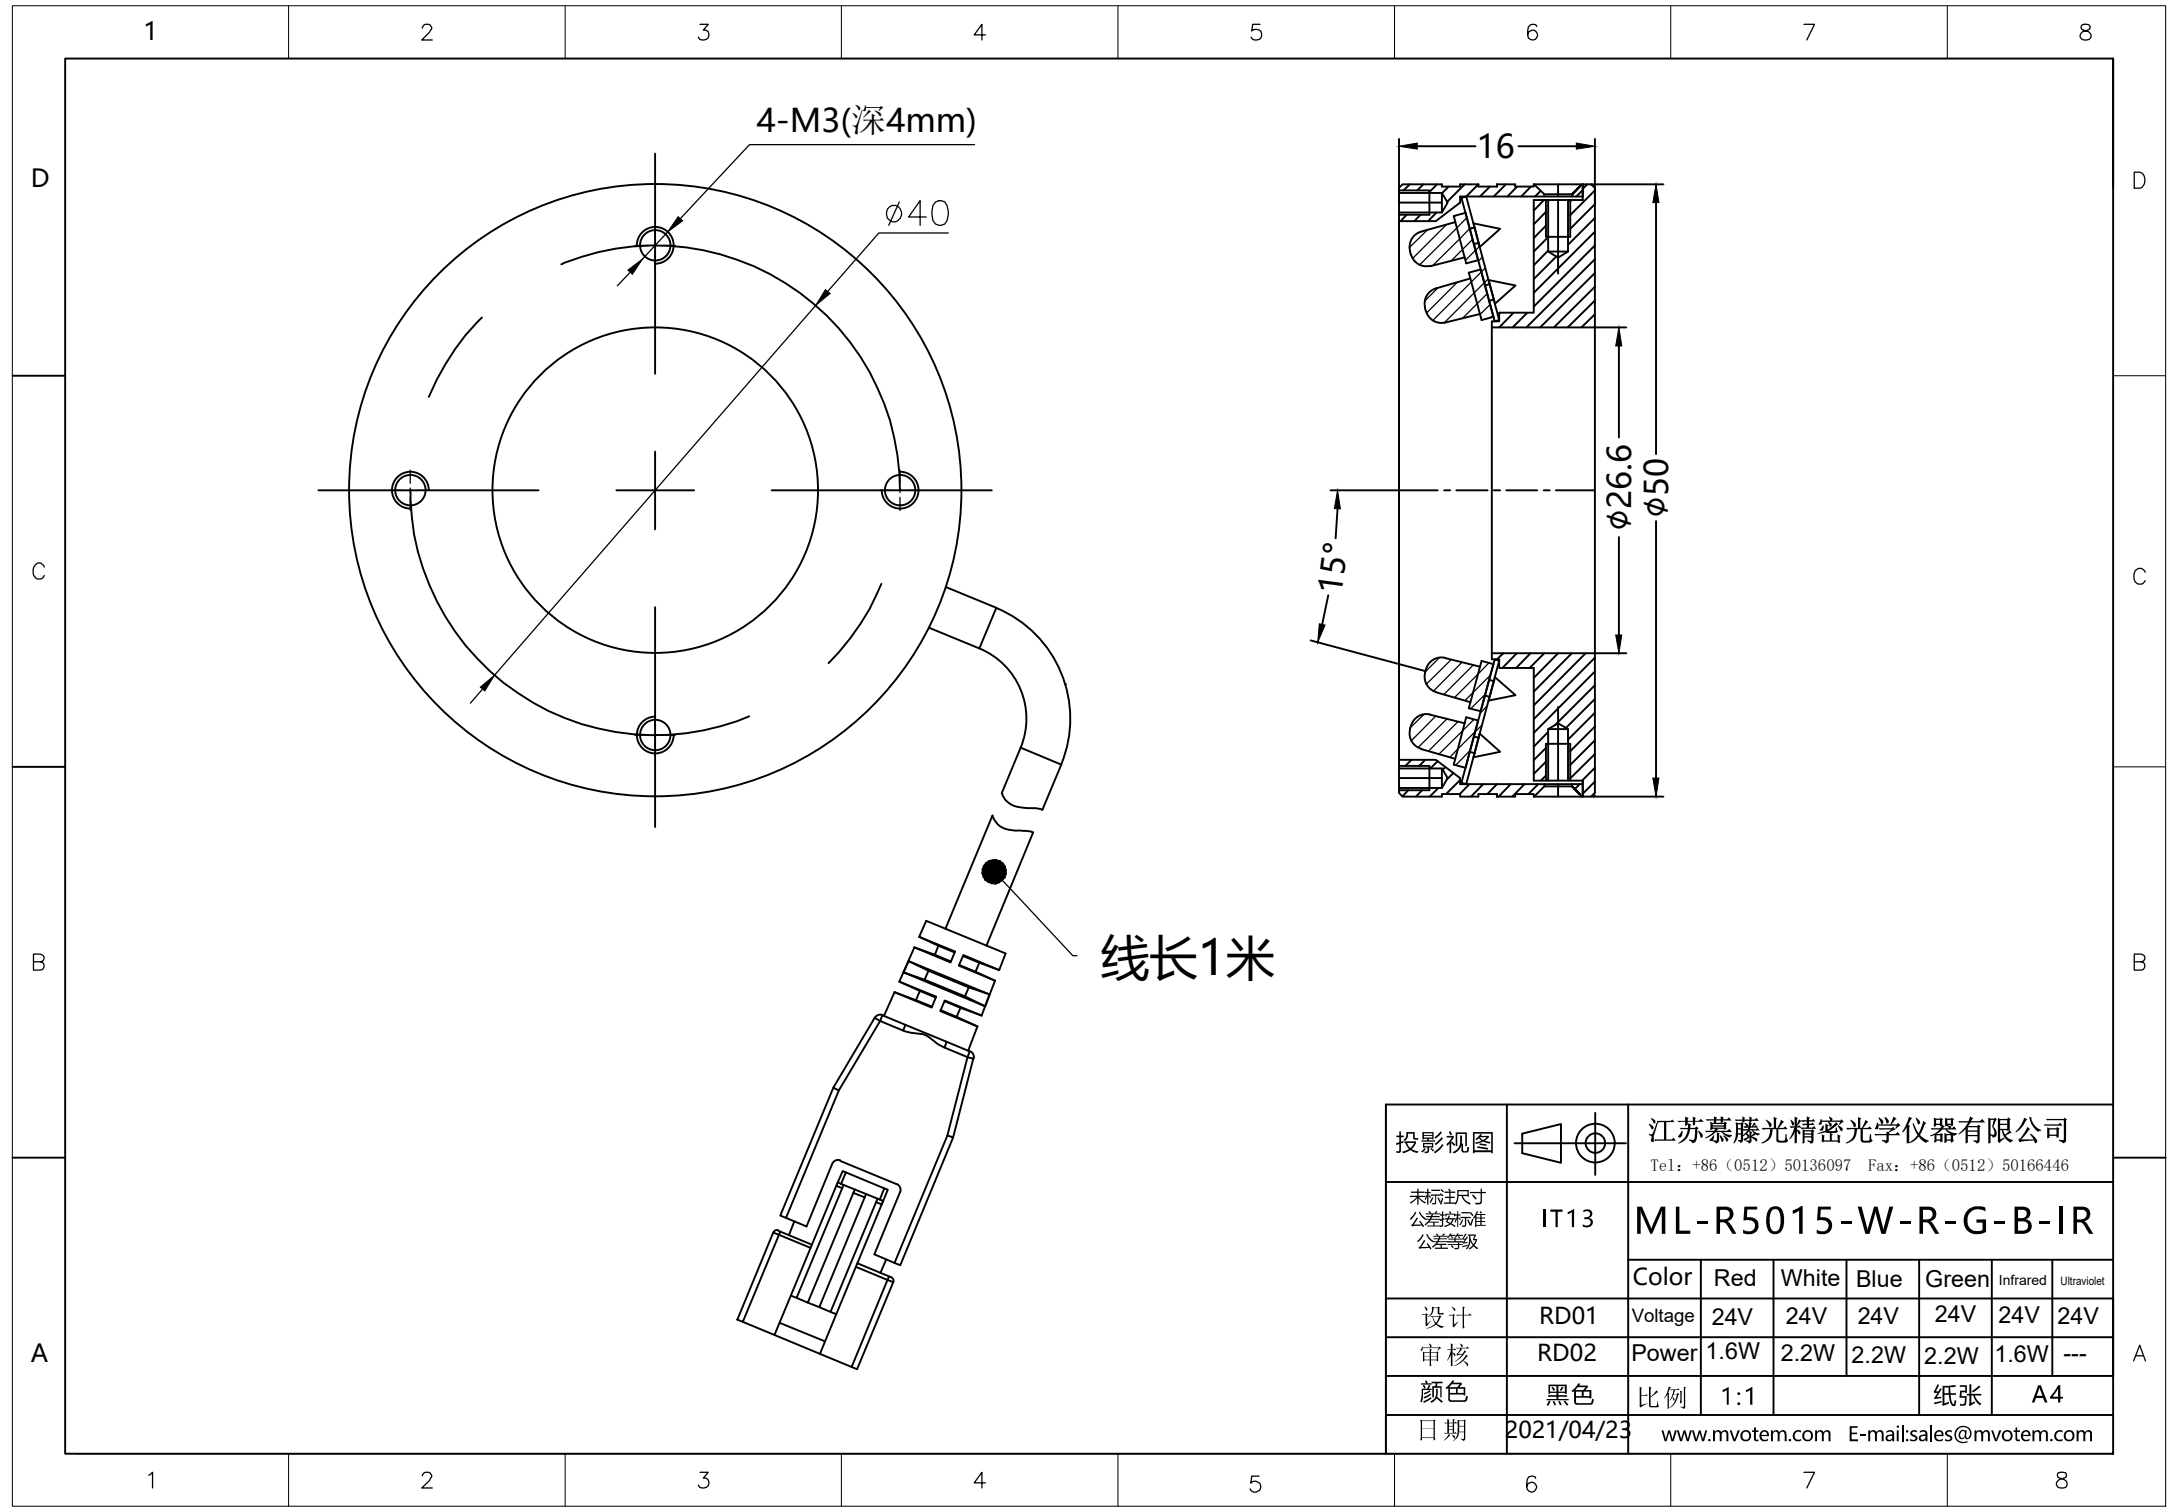 1 2 3 4 5 6 7 8
D D
4-M3(深4mm)
16
⌀40
ϕ26.6
ϕ50
C C
15°
B B
线长1米
投影视图
江苏慕藤光精密光学仪器有限公司
Tel: +86（0512）50136097 Fax: +86（0512）50166446
未标注尺寸
公差按标准
公差等级
IT13
ML-R5015-W-R-G-B-IR
Color Red White Blue Green Infrared Ultraviolet
设计 RD01 Voltage 24V 24V 24V 24V 24V 24V
审核 RD02 Power 1.6W 2.2W 2.2W 2.2W 1.6W ---
颜色 黑色 比例 1:1 纸张 A4
日期 2021/04/23 www.mvotem.com E-mail:sales@mvotem.com
A A
1 2 3 4 5 6 7 8